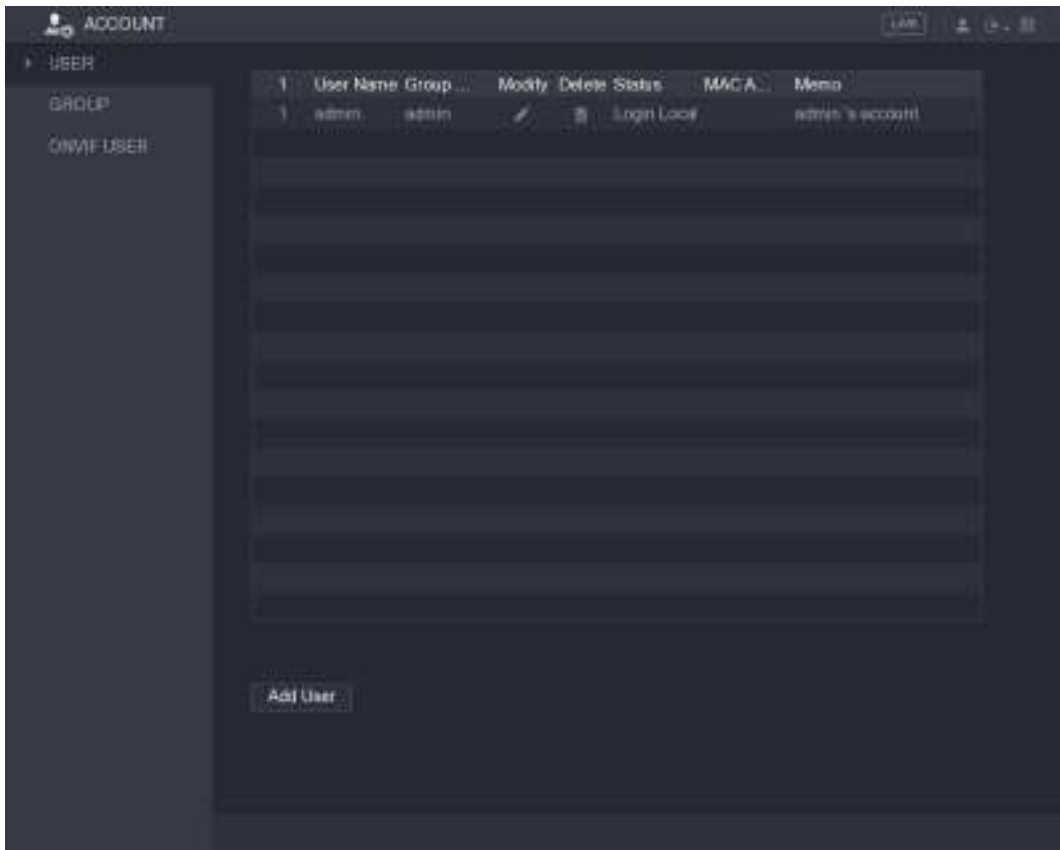 ACCOUNT LIVE
USER
GROUP
ONVIF USER
1 User Name Group ... Modify Delete Status MAC A... Memo
1 admin admin Login Local admin 's account
Add User